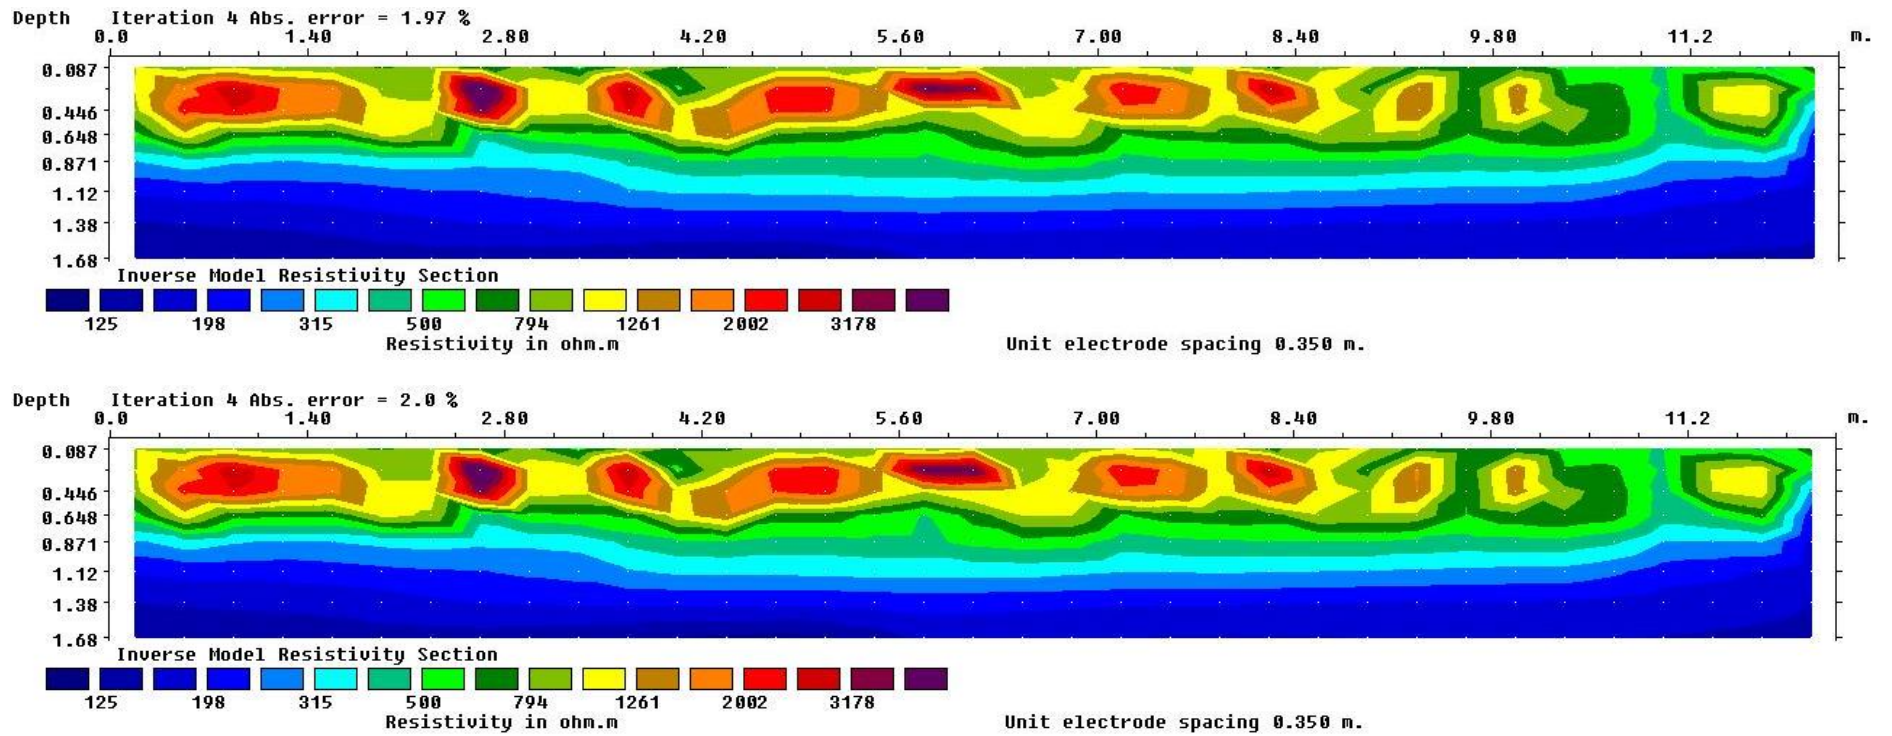 Depth Iteration 4 Abs. error = 1.97 %
0.0 1.40 2.80 4.20 5.60 7.00 8.40 9.80 11.2 m.
0.087
0.446
0.648
0.871
1.12
1.38
1.68
Inverse Model Resistivity Section
125 198 315 500 794 1261 2002 3178
Resistivity in ohm.m Unit electrode spacing 0.350 m.
Depth Iteration 4 Abs. error = 2.0 %
0.0 1.40 2.80 4.20 5.60 7.00 8.40 9.80 11.2 m.
0.087
0.446
0.648
0.871
1.12
1.38
1.68
Inverse Model Resistivity Section
125 198 315 500 794 1261 2002 3178
Resistivity in ohm.m Unit electrode spacing 0.350 m.